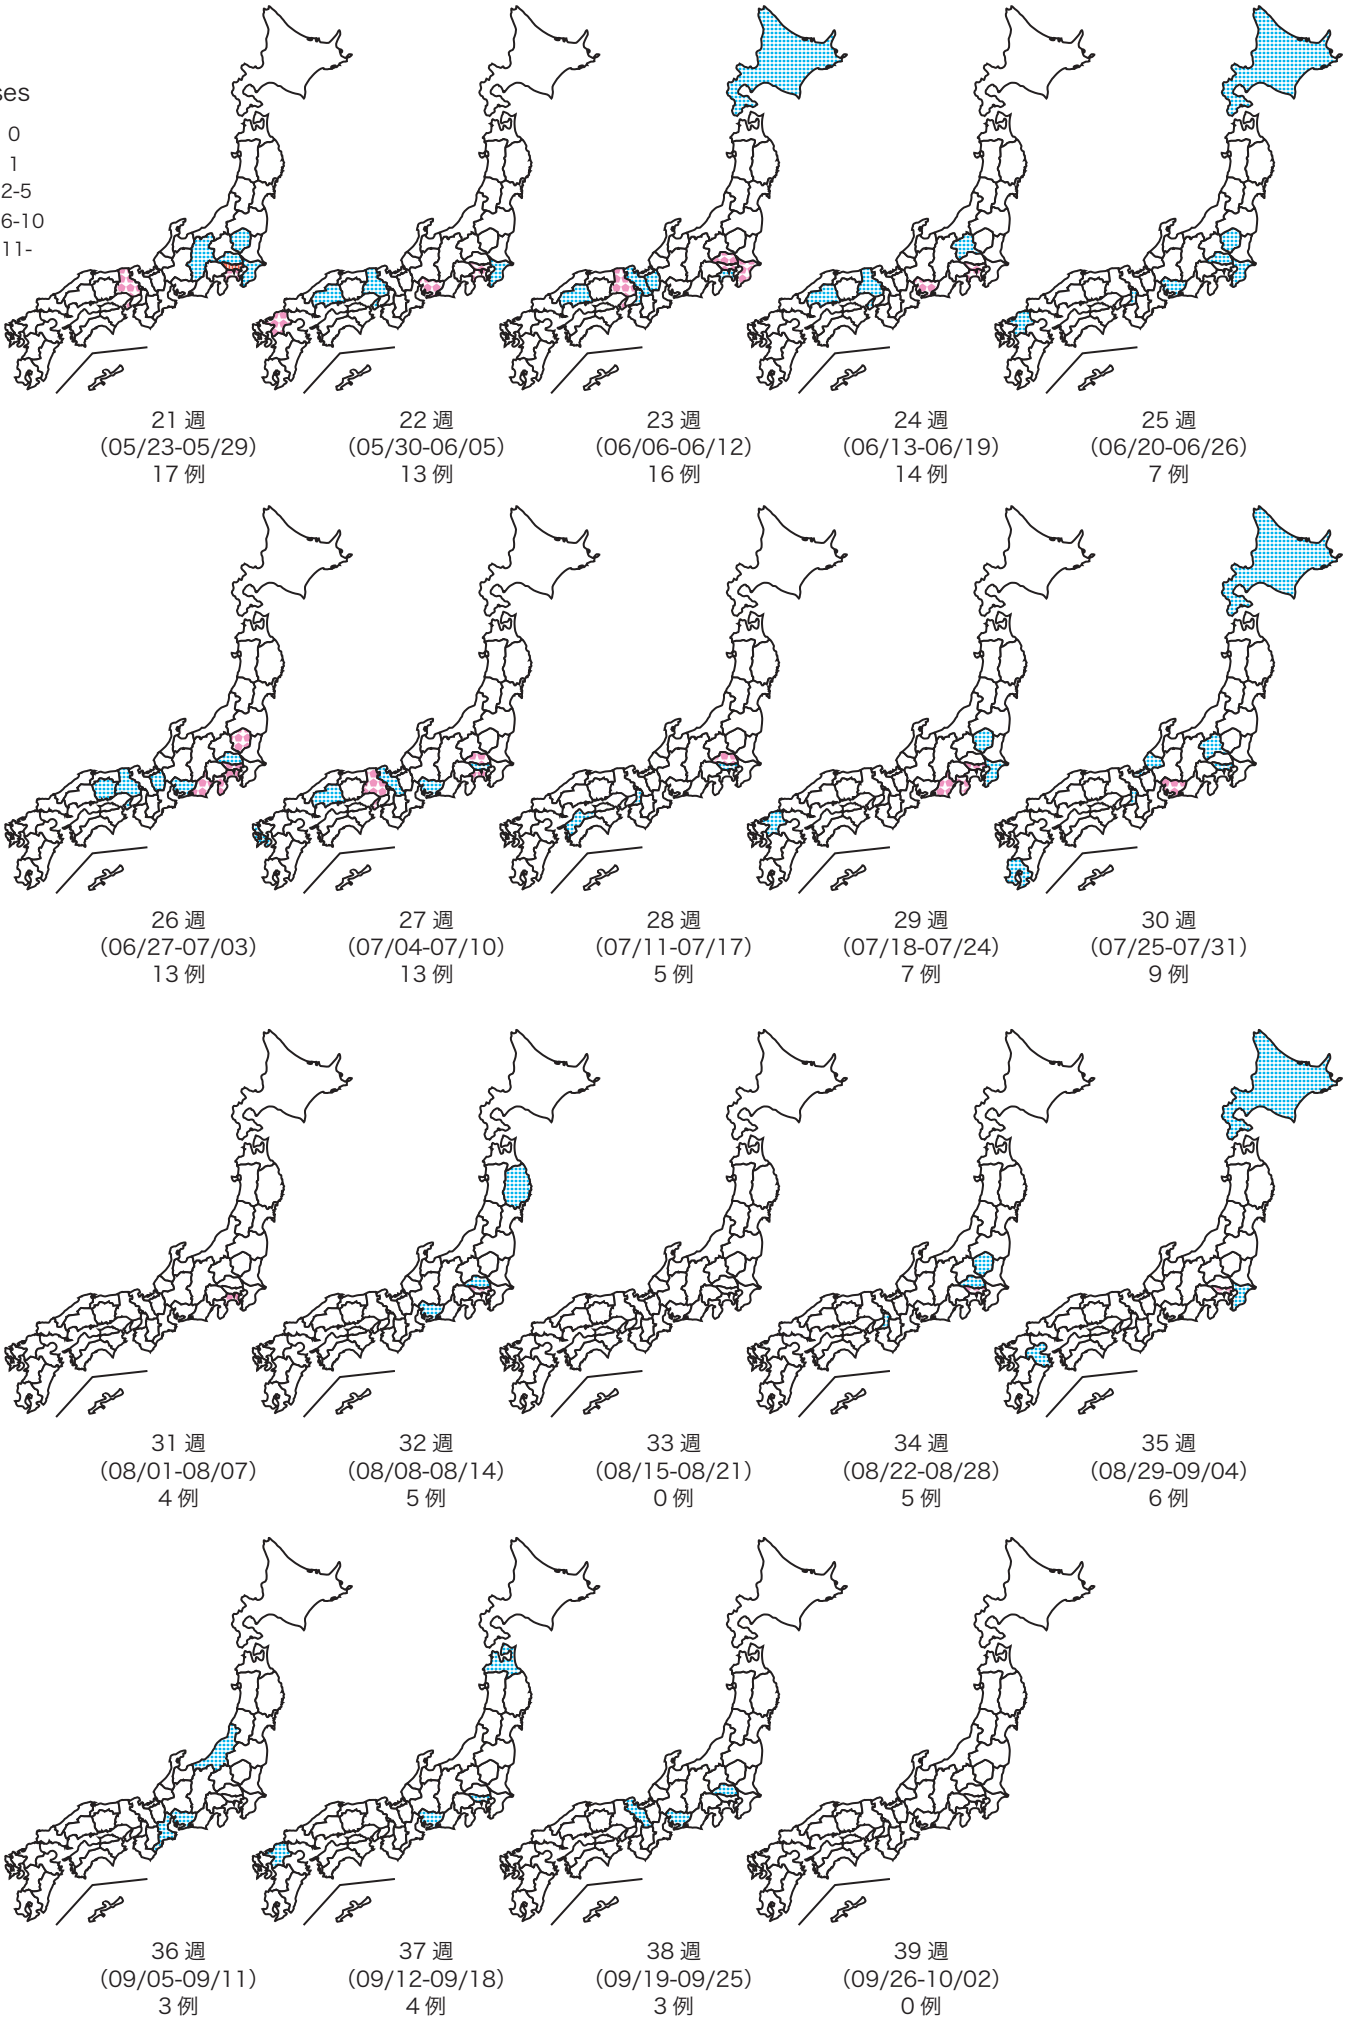 0
1
2-5
6-10
11-
21 週
（05/23-05/29）
17 例
22 週
（05/30-06/05）
13 例
23 週
（06/06-06/12）
16 例
24 週
（06/13-06/19）
14 例
25 週
（06/20-06/26）
7 例
26 週
（06/27-07/03）
13 例
27 週
（07/04-07/10）
13 例
28 週
（07/11-07/17）
5 例
29 週
（07/18-07/24）
7 例
30 週
（07/25-07/31）
9 例
31 週
（08/01-08/07）
4 例
32 週
（08/08-08/14）
5 例
33 週
（08/15-08/21）
0 例
34 週
（08/22-08/28）
5 例
35 週
（08/29-09/04）
6 例
36 週
（09/05-09/11）
3 例
37 週
（09/12-09/18）
4 例
38 週
（09/19-09/25）
3 例
39 週
（09/26-10/02）
0 例